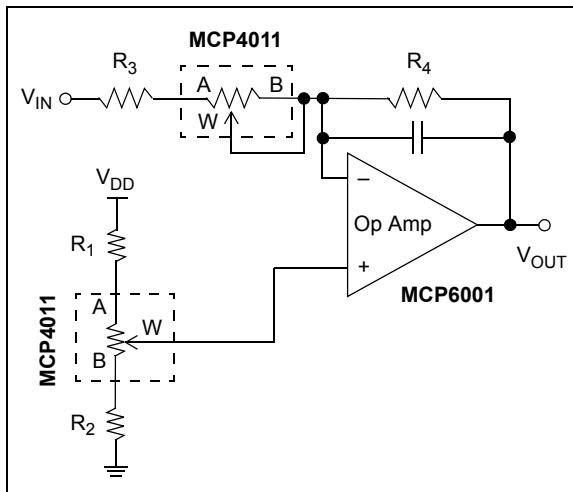 MCP4011
R3
A
B
R4
VIN
W
VDD
–
Op Amp
R1
VOUT
+
MCP6001
MCP4011
A
W
B
R2